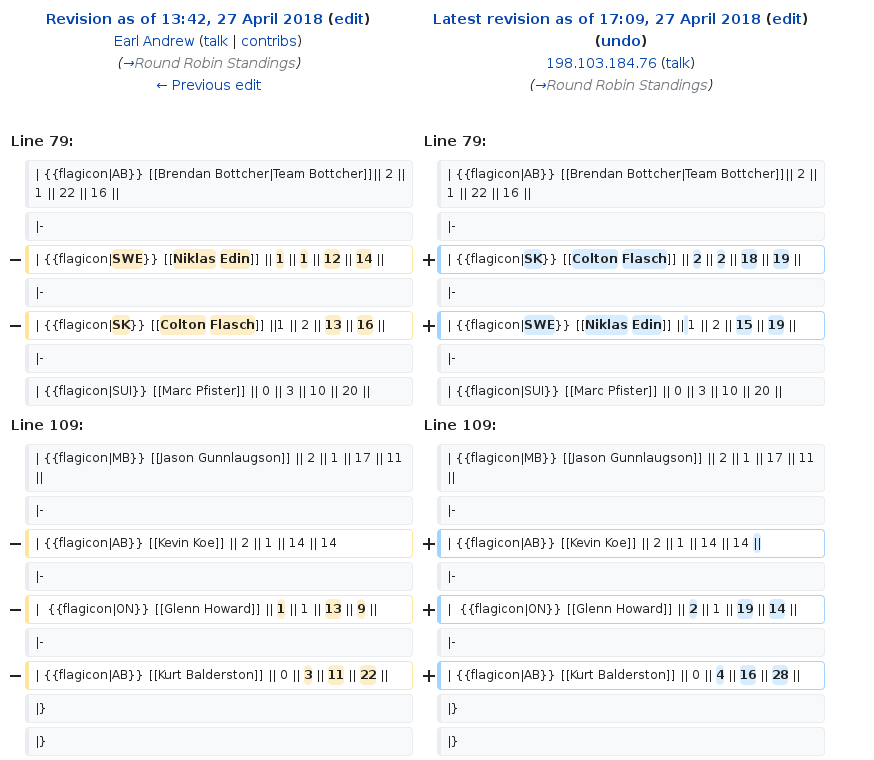 Revision as of 13:42, 27 April 2018 (edit)
Earl Andrew (talk | contribs)
(→Round Robin Standings)
← Previous edit
Latest revision as of 17:09, 27 April 2018 (edit)
(undo)
198.103.184.76 (talk)
(→Round Robin Standings)
Line 79:
Line 79:
| {{flagicon|AB}} [[Brendan Bottcher|Team Bottcher]]|| 2 ||
1 || 22 || 16 ||
| {{flagicon|AB}} [[Brendan Bottcher|Team Bottcher]]|| 2 ||
1 || 22 || 16 ||
|-
|-
− | {{flagicon|SWE}} [[Niklas Edin]] || 1 || 1 || 12 || 14 ||
+ | {{flagicon|SK}} [[Colton Flasch]] || 2 || 2 || 18 || 19 ||
|-
|-
− | {{flagicon|SK}} [[Colton Flasch]] ||1 || 2 || 13 || 16 ||
+ | {{flagicon|SWE}} [[Niklas Edin]] || 1 || 2 || 15 || 19 ||
|-
|-
| {{flagicon|SUI}} [[Marc Pfister]] || 0 || 3 || 10 || 20 ||
| {{flagicon|SUI}} [[Marc Pfister]] || 0 || 3 || 10 || 20 ||
Line 109:
Line 109:
| {{flagicon|MB}} [[Jason Gunnlaugson]] || 2 || 1 || 17 || 11
||
| {{flagicon|MB}} [[Jason Gunnlaugson]] || 2 || 1 || 17 || 11
||
|-
|-
− | {{flagicon|AB}} [[Kevin Koe]] || 2 || 1 || 14 || 14
+ | {{flagicon|AB}} [[Kevin Koe]] || 2 || 1 || 14 || 14 ||
|-
|-
− |  {{flagicon|ON}} [[Glenn Howard]] || 1 || 1 || 13 || 9 ||
+ |  {{flagicon|ON}} [[Glenn Howard]] || 2 || 1 || 19 || 14 ||
|-
|-
− | {{flagicon|AB}} [[Kurt Balderston]] || 0 || 3 || 11 || 22 ||
+ | {{flagicon|AB}} [[Kurt Balderston]] || 0 || 4 || 16 || 28 ||
|}
|}
|}
|}